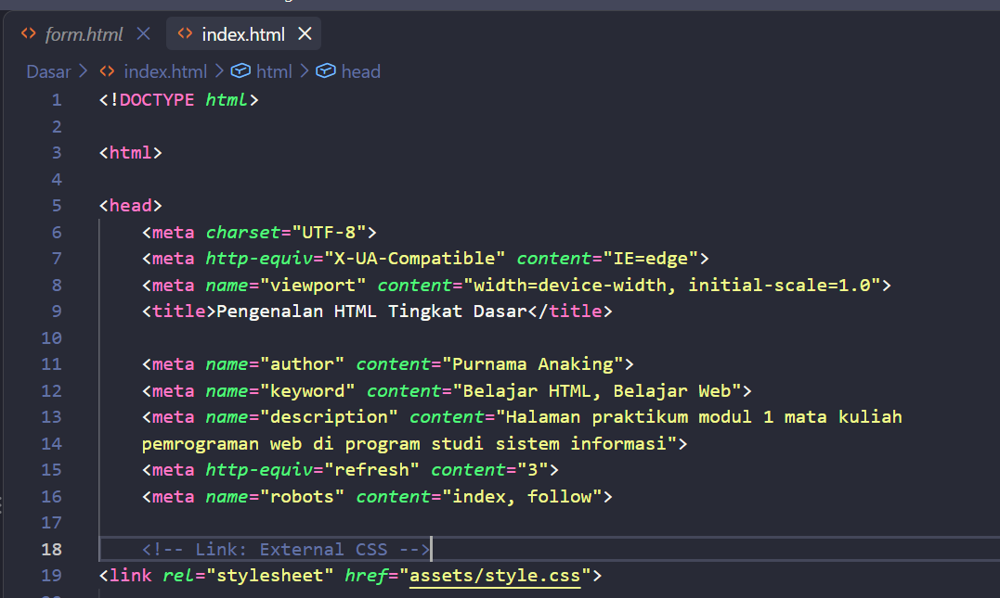 form.html index.html
Dasar > index.html > html > head
1 <!DOCTYPE html>
2
3 <html>
4
5 <head>
6 <meta charset="UTF-8">
7 <meta http-equiv="X-UA-Compatible" content="IE=edge">
8 <meta name="viewport" content="width=device-width, initial-scale=1.0">
9 <title>Pengenalan HTML Tingkat Dasar</title>
10
11 <meta name="author" content="Purnama Anaking">
12 <meta name="keyword" content="Belajar HTML, Belajar Web">
13 <meta name="description" content="Halaman praktikum modul 1 mata kuliah
14 pemrograman web di program studi sistem informasi">
15 <meta http-equiv="refresh" content="3">
16 <meta name="robots" content="index, follow">
17
18 <!-- Link: External CSS -->
19 <link rel="stylesheet" href="assets/style.css">